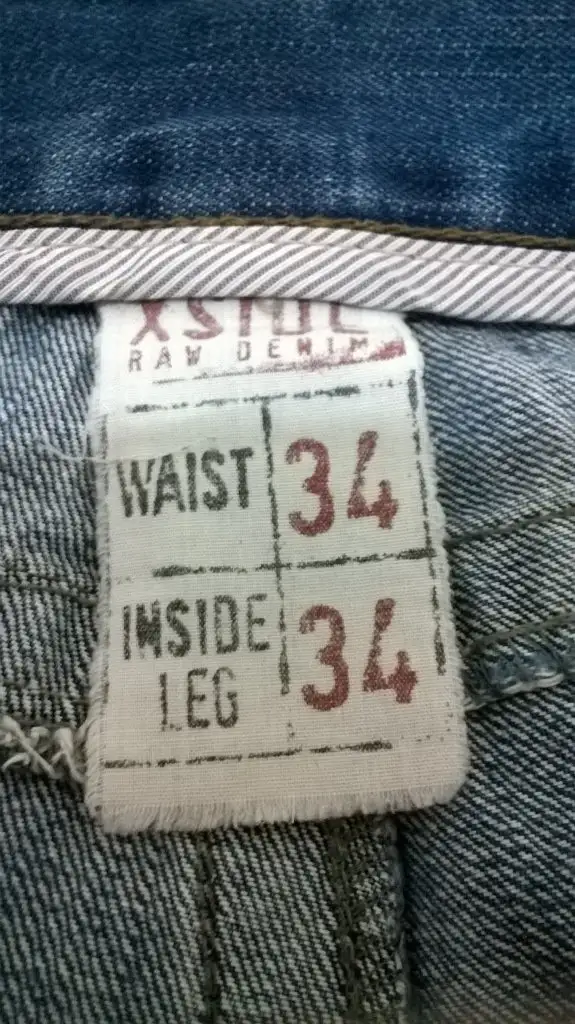 RAW DENIM
WAIST 34
INSIDE
LEG 34